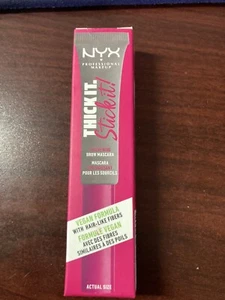 NYX
PROFESSIONAL MAKEUP
THICK IT.
Stick it!
BROW MASCARA
MASCARA
POUR LES SOURCILS
VEGAN FORMULA
WITH HAIR-LIKE FIBERS
FORMULE VEGAN
AVEC DES FIBRES
SIMILAIRES À DES POILS
ACTUAL SIZE